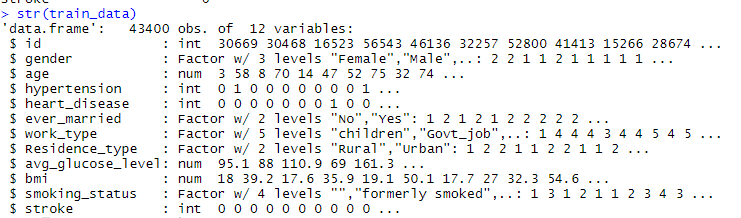 > str(train_data)
'data.frame':   43400 obs. of  12 variables:
 $ id               : int  30669 30468 16523 56543 46136 32257 52800 41413 15266 28674 ...
 $ gender           : Factor w/ 3 levels "Female","Male",..: 2 2 1 1 2 1 1 1 1 1 ...
 $ age              : num  3 58 8 70 14 47 52 75 32 74 ...
 $ hypertension     : int  0 1 0 0 0 0 0 0 0 1 ...
 $ heart_disease    : int  0 0 0 0 0 0 0 1 0 0 ...
 $ ever_married     : Factor w/ 2 levels "No","Yes": 1 2 1 2 1 2 2 2 2 2 ...
 $ work_type        : Factor w/ 5 levels "children","Govt_job",..: 1 4 4 4 3 4 4 5 4 5 ...
 $ Residence_type   : Factor w/ 2 levels "Rural","Urban": 1 2 2 1 1 2 2 1 1 2 ...
 $ avg_glucose_level: num  95.1 88 110.9 69 161.3 ...
 $ bmi              : num  18 39.2 17.6 35.9 19.1 50.1 17.7 27 32.3 54.6 ...
 $ smoking_status   : Factor w/ 4 levels "","formerly smoked",..: 1 3 1 2 1 1 2 3 4 3 ...
 $ stroke           : int  0 0 0 0 0 0 0 0 0 0 ...